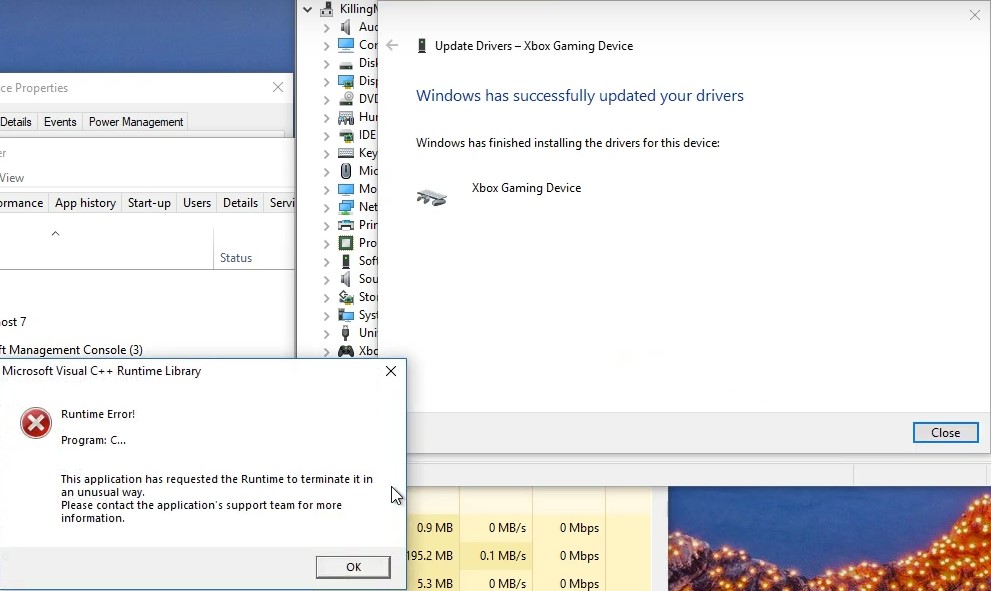 KillingM
Auc
Cor
Disk
Disp
DVD
Hur
IDE
Key
Mic
Mo
Net
Prin
Pro
Soft
Sou
Sto
Syst
Uni
Xbo
Update Drivers – Xbox Gaming Device
Windows has successfully updated your drivers
Windows has finished installing the drivers for this device:
Xbox Gaming Device
Close
ce Properties
Details Events Power Management
er
View
ormance App history Start-up Users Details Servi
Status
ost 7
ft Management Console (3)
Microsoft Visual C++ Runtime Library
Runtime Error!
Program: C...
This application has requested the Runtime to terminate it in
an unusual way.
Please contact the application's support team for more
information.
OK
0.9 MB 0 MB/s 0 Mbps
195.2 MB 0.1 MB/s 0 Mbps
5.3 MB 0 MB/s 0 Mbps